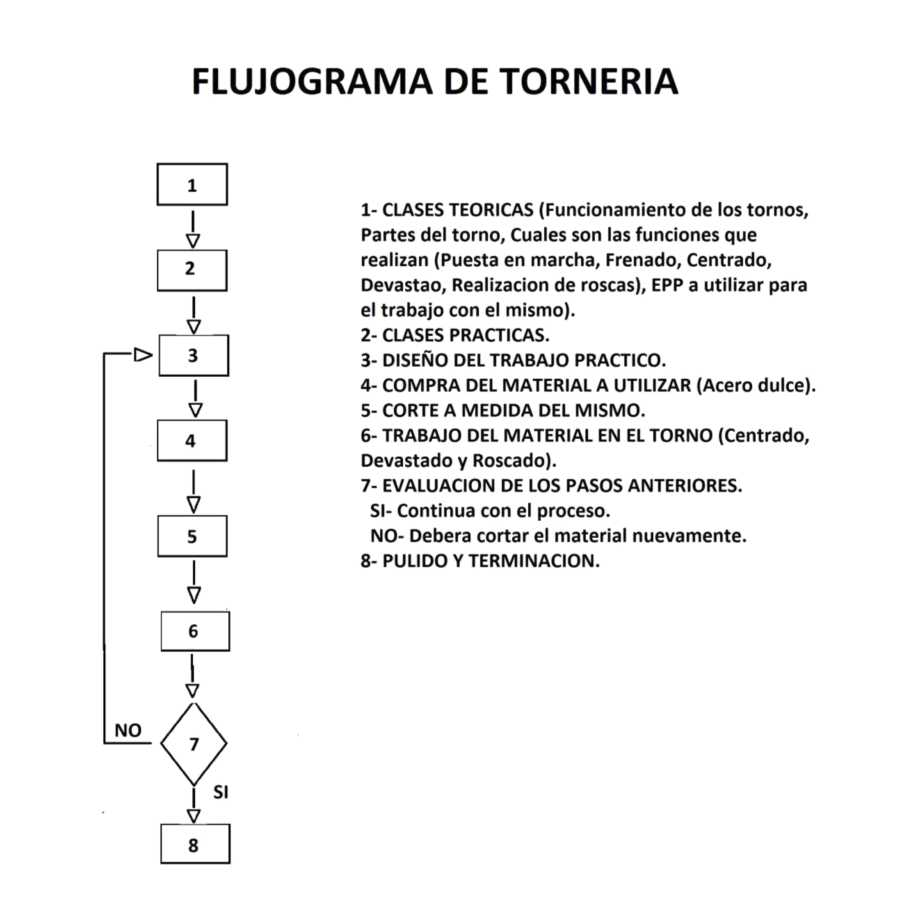 FLUJOGRAMA DE TORNERIA
1
2
3
4
5
6
7
NO
SI
8
1- CLASES TEORICAS (Funcionamiento de los tornos,
Partes del torno, Cuales son las funciones que
realizan (Puesta en marcha, Frenado, Centrado,
Devastao, Realizacion de roscas), EPP a utilizar para
el trabajo con el mismo).
2- CLASES PRACTICAS.
3- DISEÑO DEL TRABAJO PRACTICO.
4- COMPRA DEL MATERIAL A UTILIZAR (Acero dulce).
5- CORTE A MEDIDA DEL MISMO.
6- TRABAJO DEL MATERIAL EN EL TORNO (Centrado,
Devastado y Roscado).
7- EVALUACION DE LOS PASOS ANTERIORES.
SI- Continua con el proceso.
NO- Debera cortar el material nuevamente.
8- PULIDO Y TERMINACION.